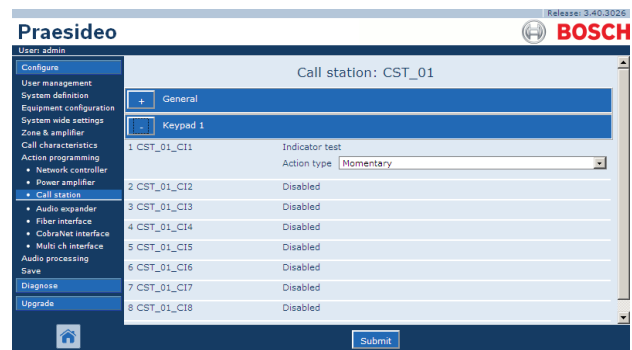 Release: 3.40.3026
Praesideo
BOSCH
User: admin
Configure
User management
System definition
Equipment configuration
System wide settings
Zone & amplifier
Call characteristics
Action programming
• Network controller
• Power amplifier
• Call station
• Audio expander
• Fiber interface
• CobraNet interface
• Multi ch interface
Audio processing
Save
Diagnose
Upgrade
Call station: CST_01
+ General
- Keypad 1
1 CST_01_CI1 Indicator test
Action type Momentary
2 CST_01_CI2 Disabled
3 CST_01_CI3 Disabled
4 CST_01_CI4 Disabled
5 CST_01_CI5 Disabled
6 CST_01_CI6 Disabled
7 CST_01_CI7 Disabled
8 CST_01_CI8 Disabled
Submit